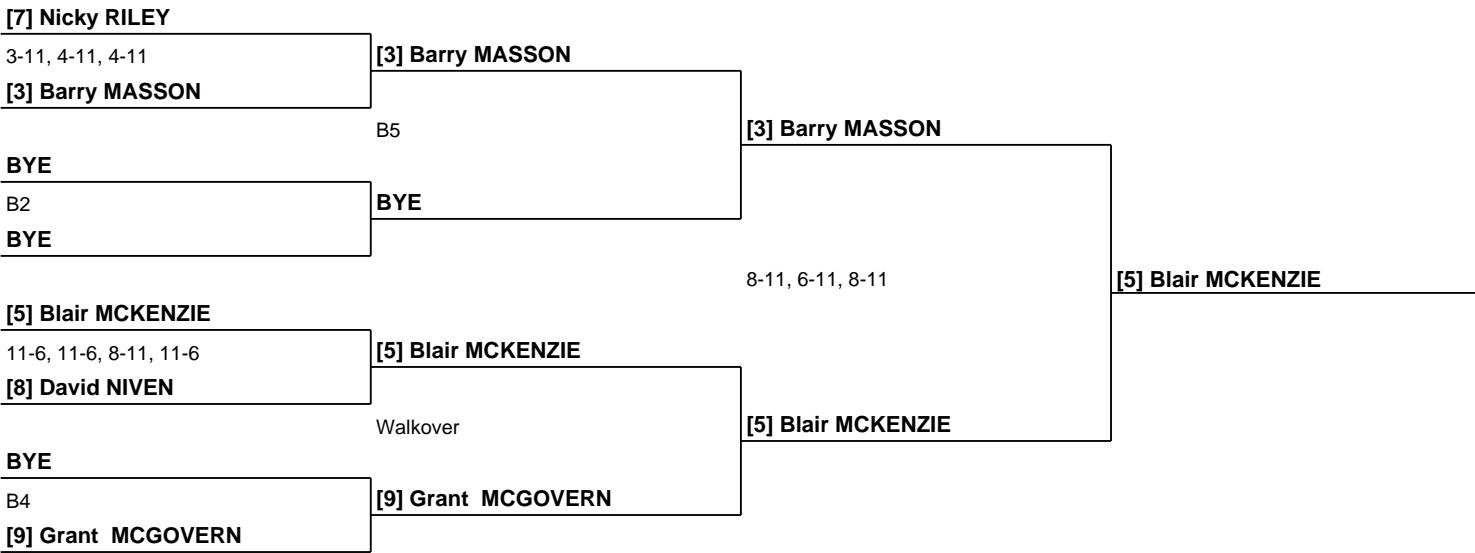 [7] Nicky RILEY
3-11, 4-11, 4-11
[3] Barry MASSON
[3] Barry MASSON
B5
[3] Barry MASSON
BYE
B2
BYE
BYE
8-11, 6-11, 8-11
[5] Blair MCKENZIE
[5] Blair MCKENZIE
11-6, 11-6, 8-11, 11-6
[5] Blair MCKENZIE
[8] David NIVEN
Walkover
[5] Blair MCKENZIE
BYE
B4
[9] Grant  MCGOVERN
[9] Grant  MCGOVERN